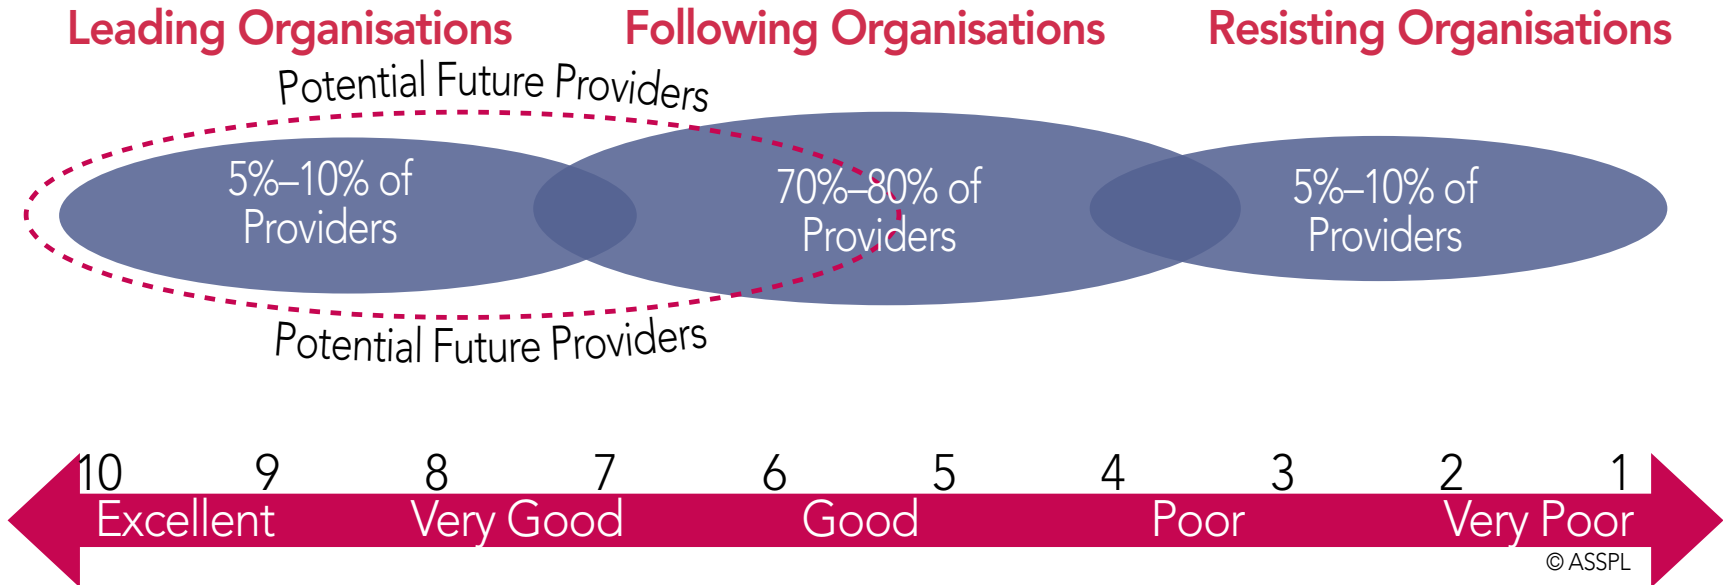 Leading Organisations
Following Organisations
Resisting Organisations
Potential Future Providers
5%–10% of
Providers
70%–80% of
Providers
5%–10% of
Providers
Potential Future Providers
10 9 8 7 6 5 4 3 2 1
Excellent Very Good Good Poor Very Poor
© ASSPL